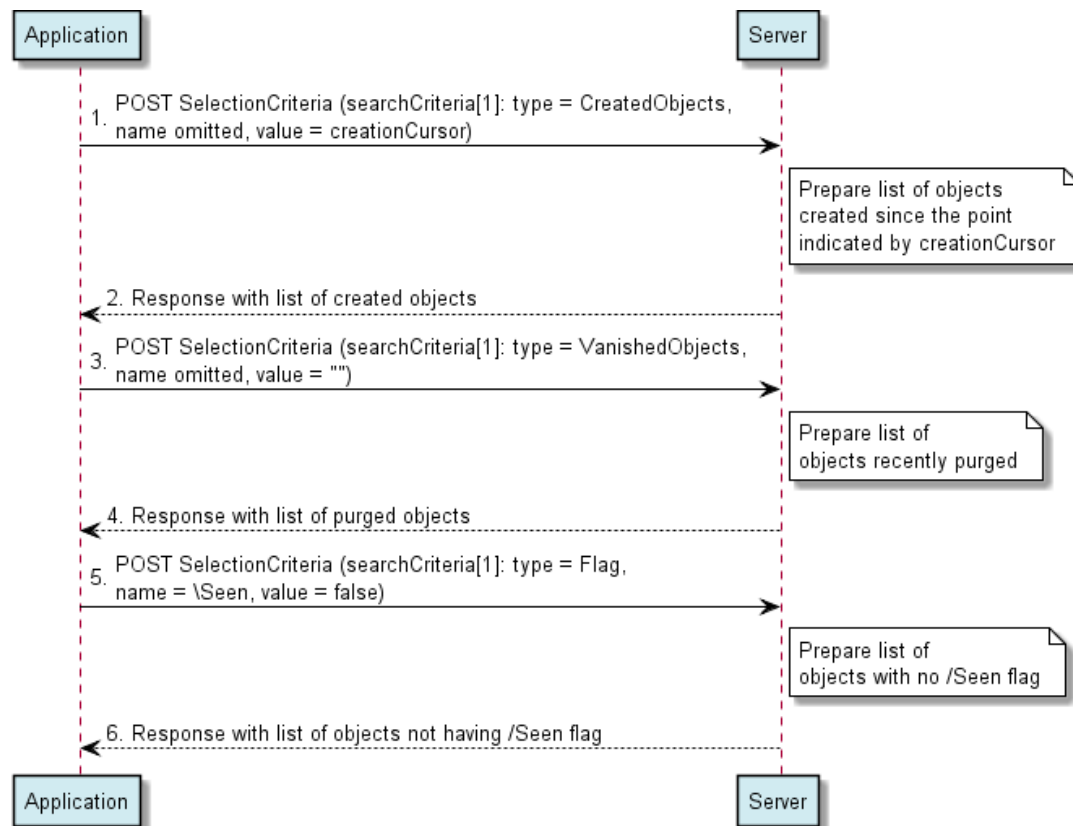 Application
Server
1. POST SelectionCriteria (searchCriteria[1]: type = CreatedObjects,
name omitted, value = creationCursor)
Prepare list of objects
created since the point
indicated by creationCursor
2. Response with list of created objects
3. POST SelectionCriteria (searchCriteria[1]: type = VanishedObjects,
name omitted, value = "")
Prepare list of
objects recently purged
4. Response with list of purged objects
5. POST SelectionCriteria (searchCriteria[1]: type = Flag,
name = \Seen, value = false)
Prepare list of
objects with no /Seen flag
6. Response with list of objects not having /Seen flag
Application
Server